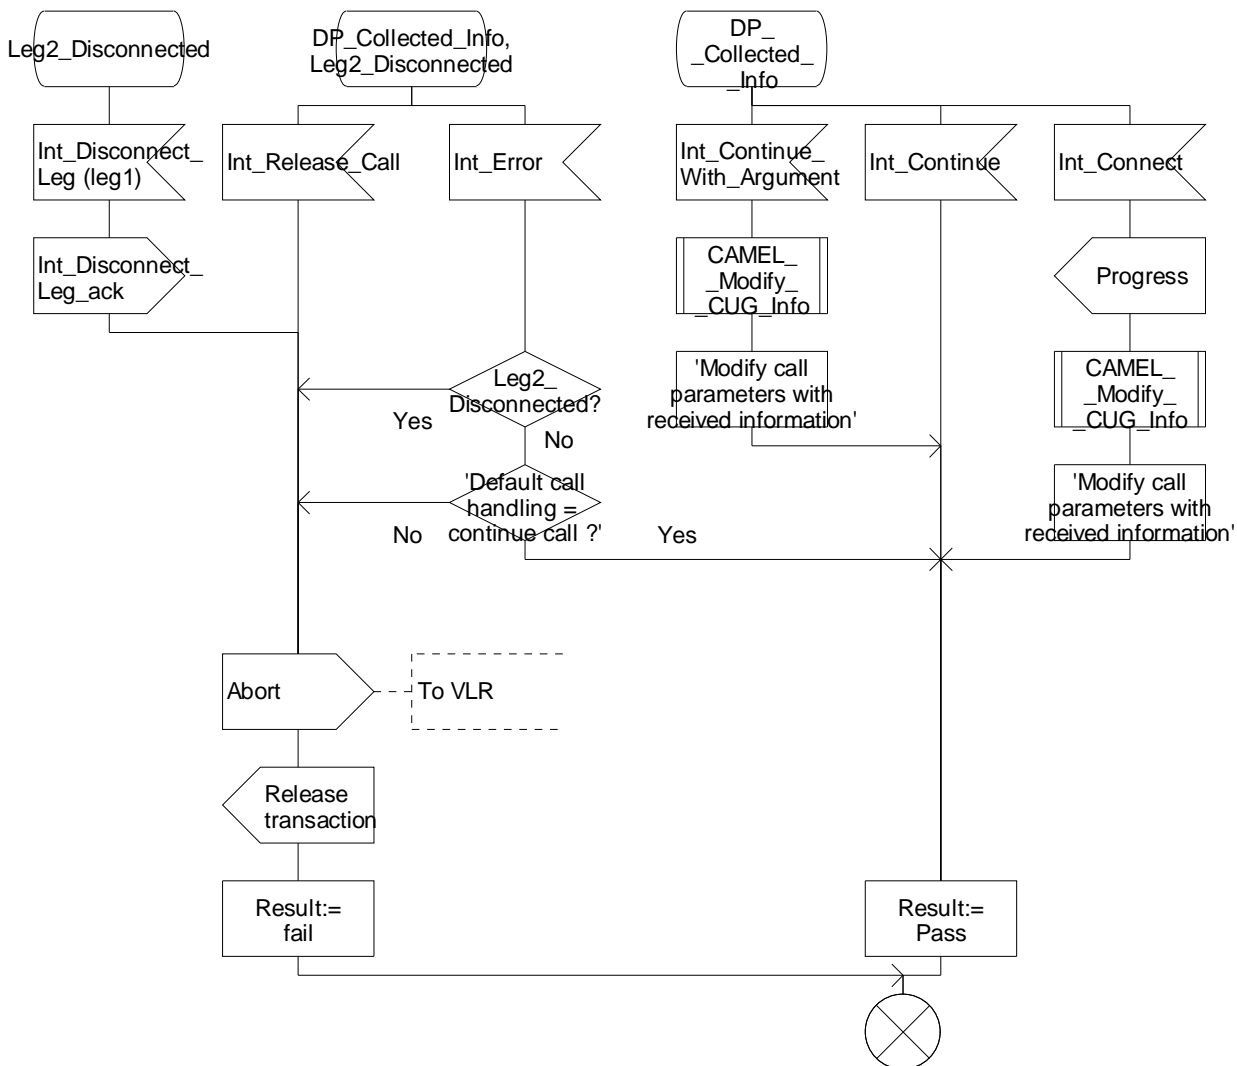 Leg2_Disconnected
DP_Collected_Info,
Leg2_Disconnected
DP_
_Collected_
_Info
Int_Disconnect_
Leg (leg1)
Int_Release_Call
Int_Error
Int_Continue_
With_Argument
Int_Continue
Int_Connect
Int_Disconnect_
Leg_ack
CAMEL_
_Modify_
_CUG_Info
Progress
Leg2_
Disconnected?
Yes
No
'Modify call
parameters with
received information'
CAMEL_
_Modify_
_CUG_Info
'Default call
handling =
continue call ?'
No
Yes
'Modify call
parameters with
received information'
Abort
To VLR
Release
transaction
Result:=
fail
Result:=
Pass